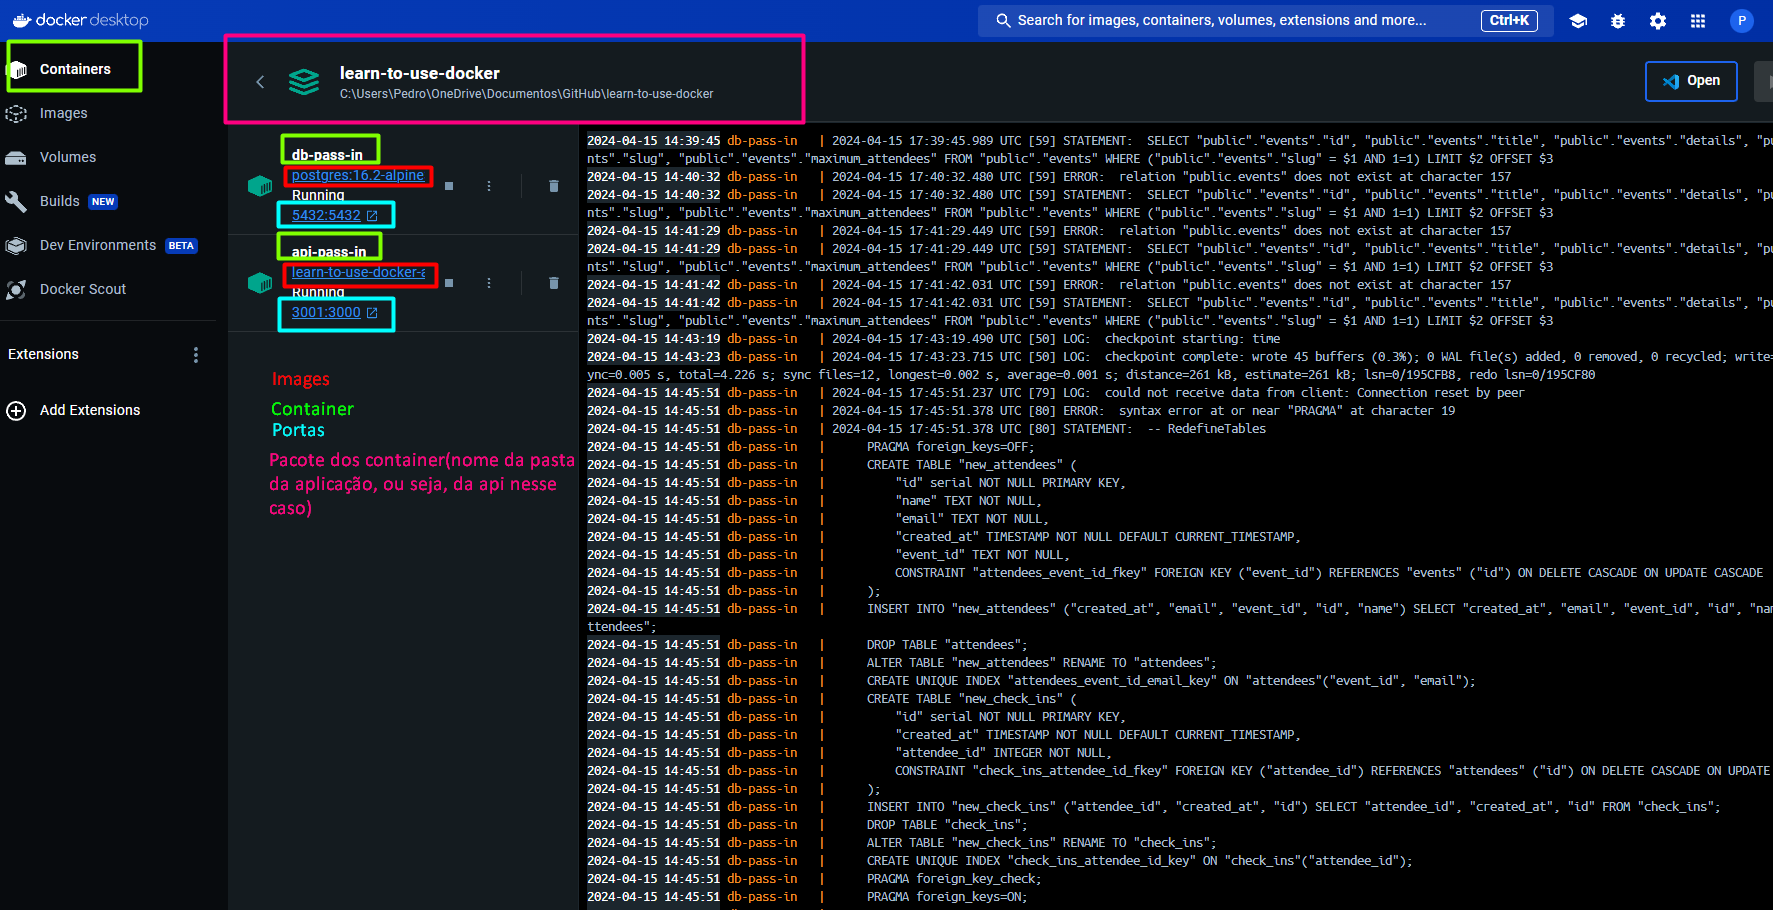 docker desktop
Search for images, containers, volumes, extensions and more...
Ctrl+K
P
Containers
Images
Volumes
Builds NEW
Dev Environments BETA
Docker Scout
Extensions
Add Extensions
learn-to-use-docker
C:\Users\Pedro\OneDrive\Documentos\GitHub\learn-to-use-docker
Open
db-pass-in
postgres:16.2-alpine
Running
5432:5432
api-pass-in
learn-to-use-docker-a
Running
3001:3000
Images
Container
Portas
Pacote dos container(nome da pasta
da aplicação, ou seja, da api nesse
caso)
2024-04-15 14:39:45 db-pass-in | 2024-04-15 17:39:45.989 UTC [59] STATEMENT: SELECT "public"."events"."id", "public"."events"."title", "public"."events"."details", "pu
nts"."slug", "public"."events"."maximum_attendees" FROM "public"."events" WHERE ("public"."events"."slug" = $1 AND 1=1) LIMIT $2 OFFSET $3
2024-04-15 14:40:32 db-pass-in | 2024-04-15 17:40:32.480 UTC [59] ERROR: relation "public.events" does not exist at character 157
2024-04-15 14:40:32 db-pass-in | 2024-04-15 17:40:32.480 UTC [59] STATEMENT: SELECT "public"."events"."id", "public"."events"."title", "public"."events"."details", "pu
nts"."slug", "public"."events"."maximum_attendees" FROM "public"."events" WHERE ("public"."events"."slug" = $1 AND 1=1) LIMIT $2 OFFSET $3
2024-04-15 14:41:29 db-pass-in | 2024-04-15 17:41:29.449 UTC [59] ERROR: relation "public.events" does not exist at character 157
2024-04-15 14:41:29 db-pass-in | 2024-04-15 17:41:29.449 UTC [59] STATEMENT: SELECT "public"."events"."id", "public"."events"."title", "public"."events"."details", "pu
nts"."slug", "public"."events"."maximum_attendees" FROM "public"."events" WHERE ("public"."events"."slug" = $1 AND 1=1) LIMIT $2 OFFSET $3
2024-04-15 14:41:42 db-pass-in | 2024-04-15 17:41:42.031 UTC [59] ERROR: relation "public.events" does not exist at character 157
2024-04-15 14:41:42 db-pass-in | 2024-04-15 17:41:42.031 UTC [59] STATEMENT: SELECT "public"."events"."id", "public"."events"."title", "public"."events"."details", "pu
nts"."slug", "public"."events"."maximum_attendees" FROM "public"."events" WHERE ("public"."events"."slug" = $1 AND 1=1) LIMIT $2 OFFSET $3
2024-04-15 14:43:19 db-pass-in | 2024-04-15 17:43:19.490 UTC [50] LOG: checkpoint starting: time
2024-04-15 14:43:23 db-pass-in | 2024-04-15 17:43:23.715 UTC [50] LOG: checkpoint complete: wrote 45 buffers (0.3%); 0 WAL file(s) added, 0 removed, 0 recycled; write=
ync=0.005 s, total=4.226 s; sync files=12, longest=0.002 s, average=0.001 s; distance=261 kB, estimate=261 kB; lsn=0/195CFB8, redo lsn=0/195CF80
2024-04-15 14:45:51 db-pass-in | 2024-04-15 17:45:51.237 UTC [79] LOG: could not receive data from client: Connection reset by peer
2024-04-15 14:45:51 db-pass-in | 2024-04-15 17:45:51.378 UTC [80] ERROR: syntax error at or near "PRAGMA" at character 19
2024-04-15 14:45:51 db-pass-in | 2024-04-15 17:45:51.378 UTC [80] STATEMENT: -- RedefineTables
2024-04-15 14:45:51 db-pass-in | PRAGMA foreign_keys=OFF;
2024-04-15 14:45:51 db-pass-in | CREATE TABLE "new_attendees" (
2024-04-15 14:45:51 db-pass-in | "id" serial NOT NULL PRIMARY KEY,
2024-04-15 14:45:51 db-pass-in | "name" TEXT NOT NULL,
2024-04-15 14:45:51 db-pass-in | "email" TEXT NOT NULL,
2024-04-15 14:45:51 db-pass-in | "created_at" TIMESTAMP NOT NULL DEFAULT CURRENT_TIMESTAMP,
2024-04-15 14:45:51 db-pass-in | "event_id" TEXT NOT NULL,
2024-04-15 14:45:51 db-pass-in | CONSTRAINT "attendees_event_id_fkey" FOREIGN KEY ("event_id") REFERENCES "events" ("id") ON DELETE CASCADE ON UPDATE CASCADE
2024-04-15 14:45:51 db-pass-in | );
2024-04-15 14:45:51 db-pass-in | INSERT INTO "new_attendees" ("created_at", "email", "event_id", "id", "name") SELECT "created_at", "email", "event_id", "id", "nam
ttendees";
2024-04-15 14:45:51 db-pass-in | DROP TABLE "attendees";
2024-04-15 14:45:51 db-pass-in | ALTER TABLE "new_attendees" RENAME TO "attendees";
2024-04-15 14:45:51 db-pass-in | CREATE UNIQUE INDEX "attendees_event_id_email_key" ON "attendees"("event_id", "email");
2024-04-15 14:45:51 db-pass-in | CREATE TABLE "new_check_ins" (
2024-04-15 14:45:51 db-pass-in | "id" serial NOT NULL PRIMARY KEY,
2024-04-15 14:45:51 db-pass-in | "created_at" TIMESTAMP NOT NULL DEFAULT CURRENT_TIMESTAMP,
2024-04-15 14:45:51 db-pass-in | "attendee_id" INTEGER NOT NULL,
2024-04-15 14:45:51 db-pass-in | CONSTRAINT "check_ins_attendee_id_fkey" FOREIGN KEY ("attendee_id") REFERENCES "attendees" ("id") ON DELETE CASCADE ON UPDATE
2024-04-15 14:45:51 db-pass-in | );
2024-04-15 14:45:51 db-pass-in | INSERT INTO "new_check_ins" ("attendee_id", "created_at", "id") SELECT "attendee_id", "created_at", "id" FROM "check_ins";
2024-04-15 14:45:51 db-pass-in | DROP TABLE "check_ins";
2024-04-15 14:45:51 db-pass-in | ALTER TABLE "new_check_ins" RENAME TO "check_ins";
2024-04-15 14:45:51 db-pass-in | CREATE UNIQUE INDEX "check_ins_attendee_id_key" ON "check_ins"("attendee_id");
2024-04-15 14:45:51 db-pass-in | PRAGMA foreign_key_check;
2024-04-15 14:45:51 db-pass-in | PRAGMA foreign_keys=ON;